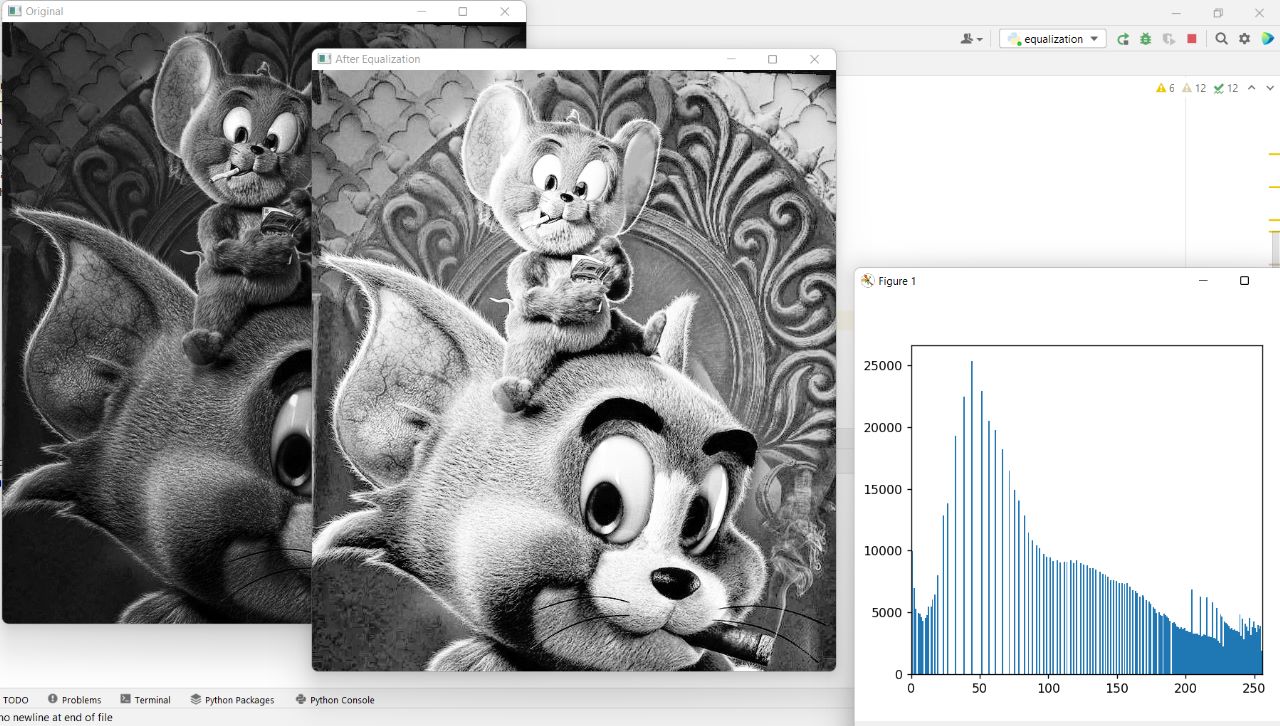 Original
After Equalization
equalization
6 12 12
Figure 1
25000
20000
15000
10000
5000
0
0 50 100 150 200 250
TODO Problems Terminal Python Packages Python Console
no newline at end of file